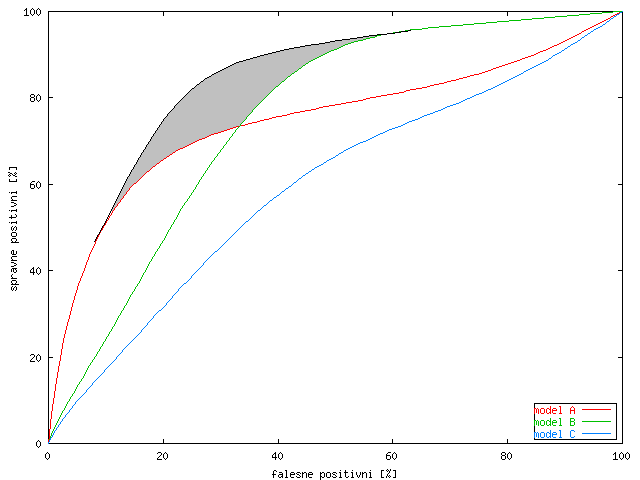 100
80
60
40
20
0
spravne positivni [%]
0 20 40 60 80 100
falesne positivni [%]
model A
model B
model C